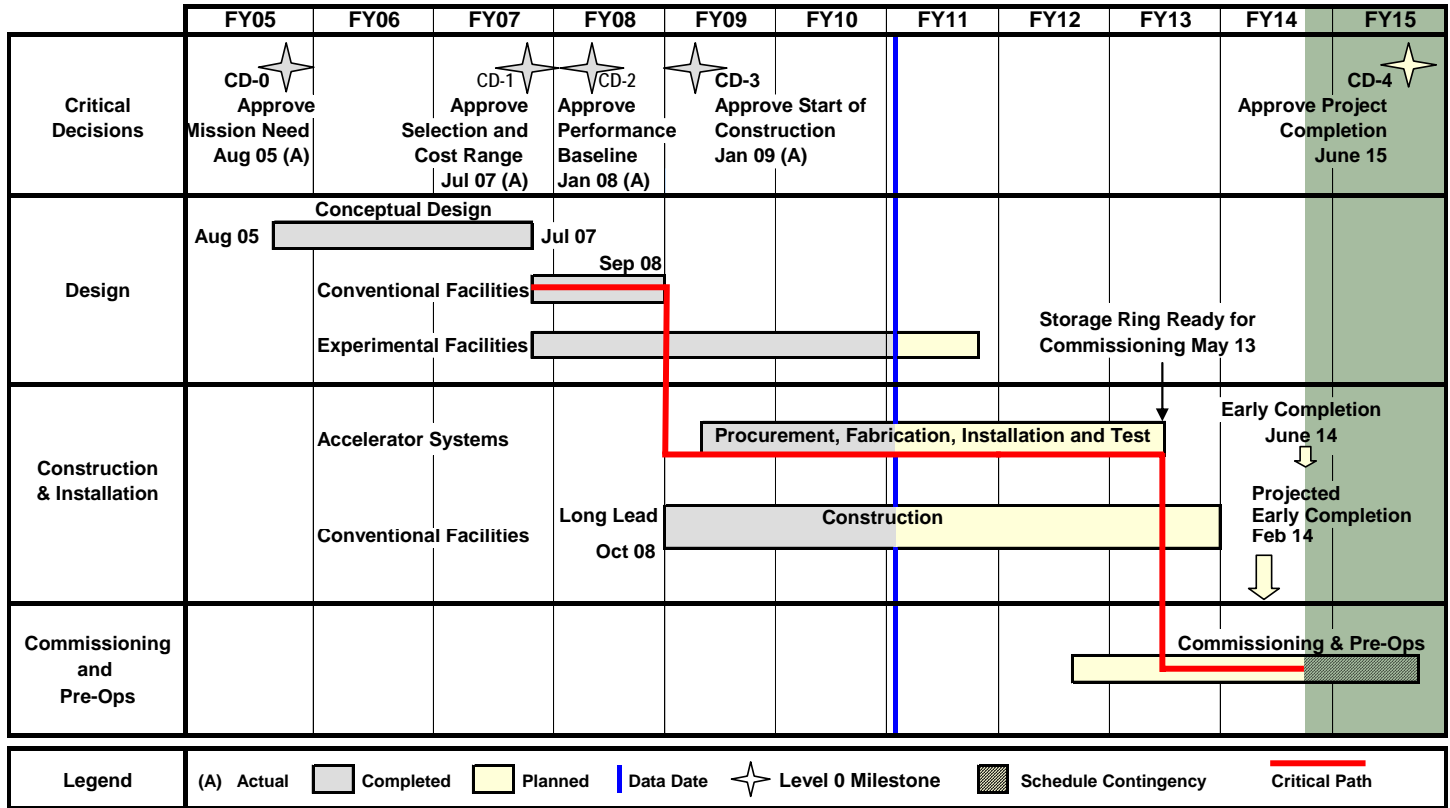 FY05 FY06 FY07 FY08 FY09 FY10 FY11 FY12 FY13 FY14 FY15
Critical
Decisions
CD-0
Approve
Mission Need
Aug 05 (A)
CD-1
Approve
Selection and
Cost Range
Jul 07 (A)
CD-2
Approve
Performance
Baseline
Jan 08 (A)
CD-3
Approve Start of
Construction
Jan 09 (A)
CD-4
Approve Project
Completion
June 15
Design
Conceptual Design
Aug 05
Jul 07
Sep 08
Conventional Facilities
Experimental Facilities
Storage Ring Ready for
Commissioning May 13
Construction
& Installation
Accelerator Systems
Procurement, Fabrication, Installation and Test
Early Completion
June 14
Conventional Facilities
Long Lead
Oct 08
Construction
Projected
Early Completion
Feb 14
Commissioning
and
Pre-Ops
Commissioning & Pre-Ops
Legend
(A) Actual
Completed
Planned
Data Date
Level 0 Milestone
Schedule Contingency
Critical Path